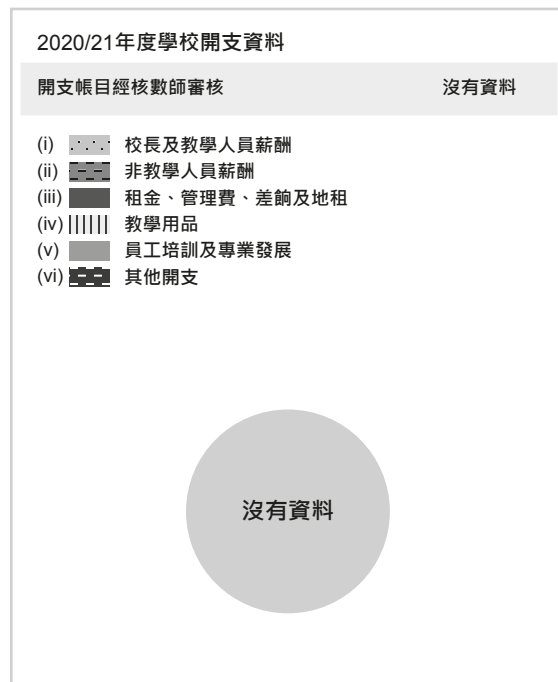 2020/21年度學校開支資料
開支帳目經核數師審核 沒有資料
(i) 校長及教學人員薪酬
(ii) 非教學人員薪酬
(iii) 租金、管理費、差餉及地租
(iv) 教學用品
(v) 員工培訓及專業發展
(vi) 其他開支
沒有資料